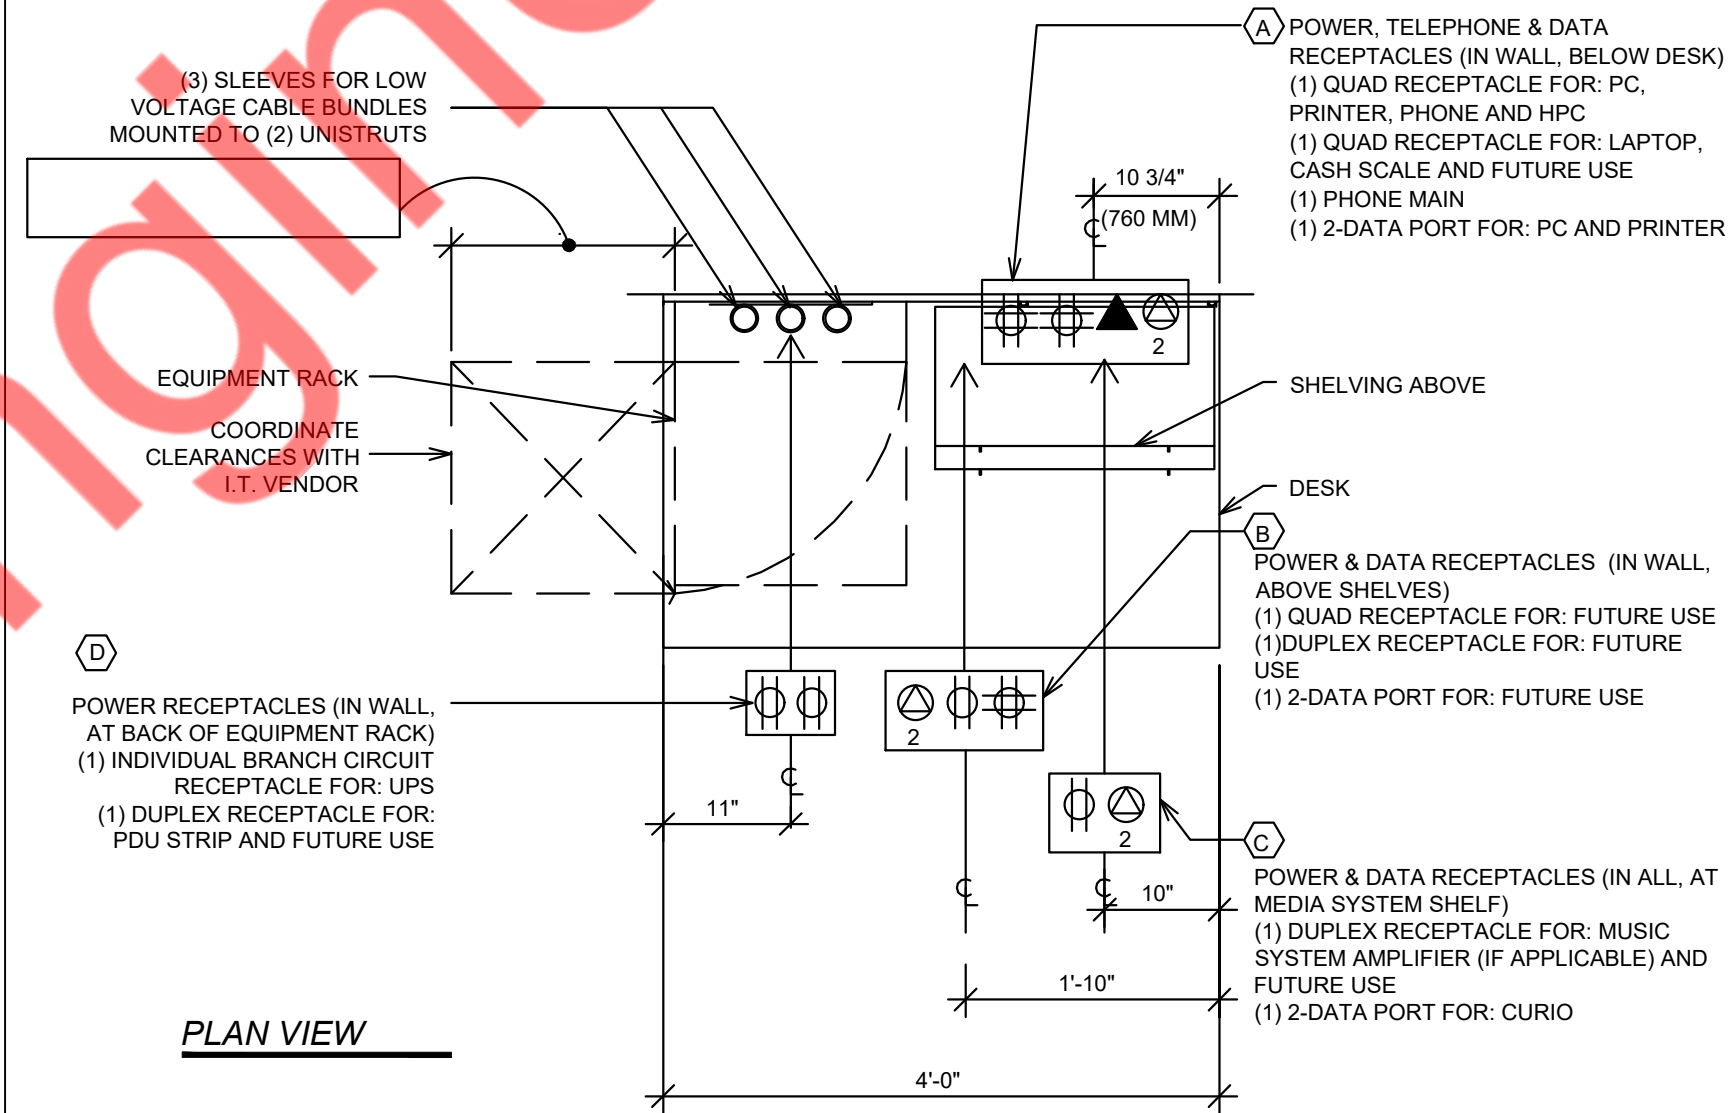 (3) SLEEVES FOR LOW
VOLTAGE CABLE BUNDLES
MOUNTED TO (2) UNISTRUTS
A
POWER, TELEPHONE & DATA
RECEPTACLES (IN WALL, BELOW DESK)
(1) QUAD RECEPTACLE FOR: PC,
PRINTER, PHONE AND HPC
(1) QUAD RECEPTACLE FOR: LAPTOP,
CASH SCALE AND FUTURE USE
(1) PHONE MAIN
(1) 2-DATA PORT FOR: PC AND PRINTER
10 3/4"
(760 MM)
CL
2
EQUIPMENT RACK
COORDINATE
CLEARANCES WITH
I.T. VENDOR
SHELVING ABOVE
DESK
B
POWER & DATA RECEPTACLES (IN WALL,
ABOVE SHELVES)
(1) QUAD RECEPTACLE FOR: FUTURE USE
(1)DUPLEX RECEPTACLE FOR: FUTURE
USE
(1) 2-DATA PORT FOR: FUTURE USE
D
POWER RECEPTACLES (IN WALL,
AT BACK OF EQUIPMENT RACK)
(1) INDIVIDUAL BRANCH CIRCUIT
RECEPTACLE FOR: UPS
(1) DUPLEX RECEPTACLE FOR:
PDU STRIP AND FUTURE USE
2
CL
11"
2
C
POWER & DATA RECEPTACLES (IN ALL, AT
MEDIA SYSTEM SHELF)
(1) DUPLEX RECEPTACLE FOR: MUSIC
SYSTEM AMPLIFIER (IF APPLICABLE) AND
FUTURE USE
(1) 2-DATA PORT FOR: CURIO
CL
CL
10"
1'-10"
4'-0"
PLAN VIEW
ngine